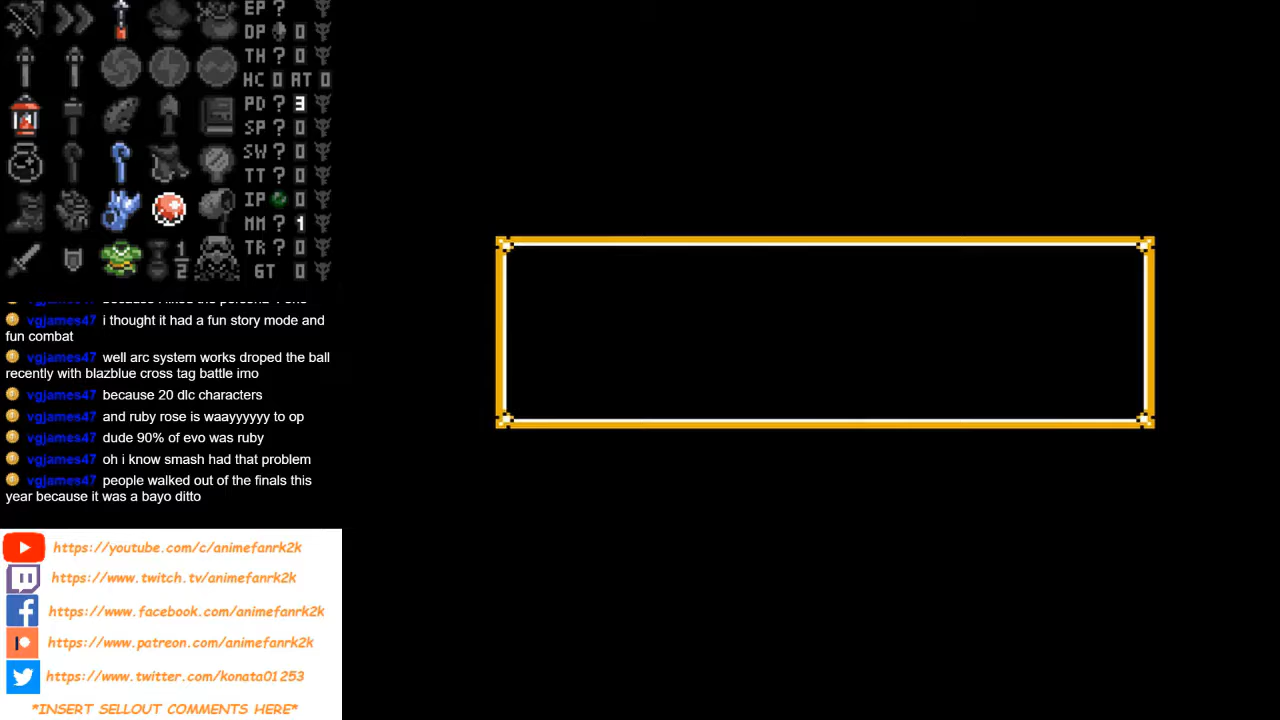 EP ?
DP 0
TH ? 0
HC 0 AT 0
PD ? 3
SP ? 0
SW ? 0
TT ? 0
IP 0
MM ? 1
TR ? 0
1
2
GT 0
vgjames47 i thought it had a fun story mode and
fun combat
vgjames47 well arc system works droped the ball
recently with blazblue cross tag battle imo
vgjames47 because 20 dlc characters
vgjames47 and ruby rose is waayyyyyy to op
vgjames47 dude 90% of evo was ruby
vgjames47 oh i know smash had that problem
vgjames47 people walked out of the finals this
year because it was a bayo ditto
https://youtube.com/c/animefanrk2k
https://www.twitch.tv/animefanrk2k
https://www.facebook.com/animefanrk2k
https://www.patreon.com/animefanrk2k
https://www.twitter.com/konata01253
*INSERT SELLOUT COMMENTS HERE*